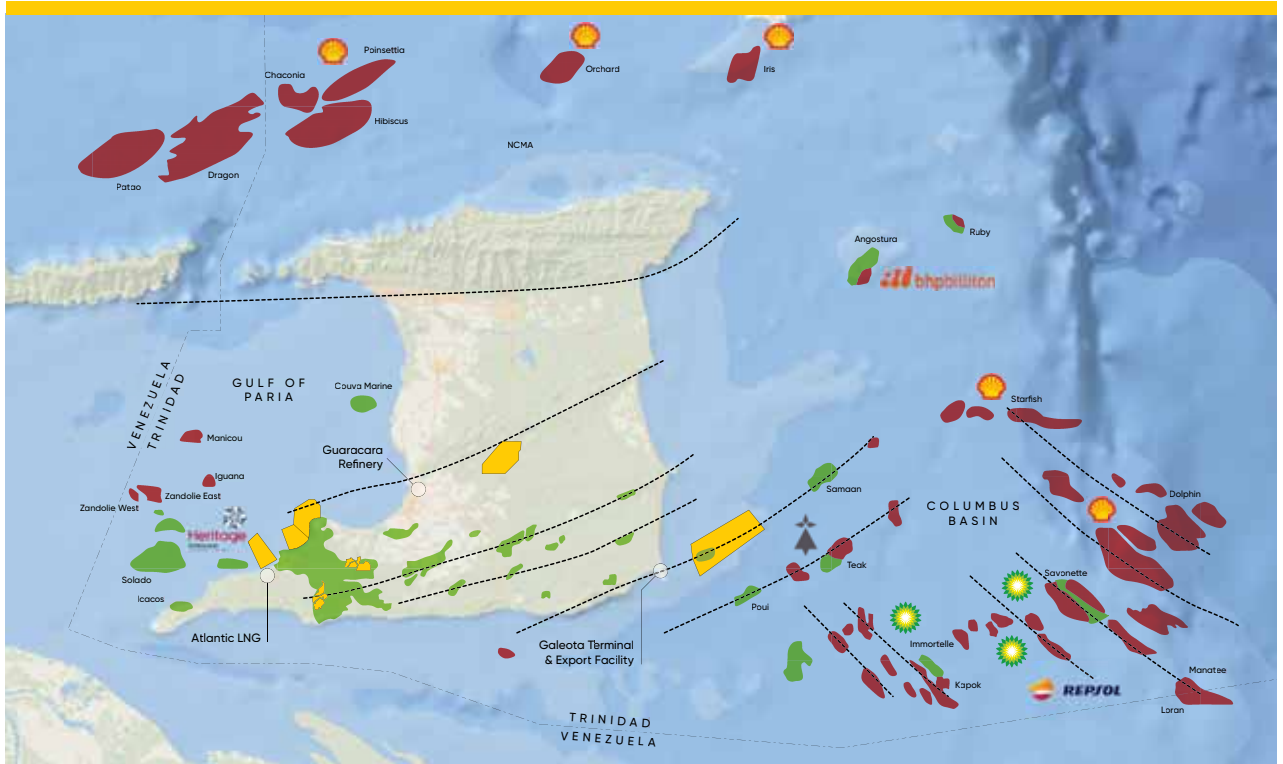 Poinsettia
Chaconia
Orchard
Iris
Hibiscus
NCMA
Patao
Dragon
Ruby
Angostura
bhpbilliton
VENEZUELA
TRINIDAD
GULF OF
PARIA
Couva Marine
Starfish
Manicou
Guaracara
Refinery
Iguana
Zandolie East
Zandolie West
Samaan
Dolphin
COLUMBUS
BASIN
Heritage
Solado
Teak
Savonette
Icacos
Poui
Atlantic LNG
Galeota Terminal
& Export Facility
Immortelle
Kapok
Manatee
REPSOL
Loran
TRINIDAD
VENEZUELA